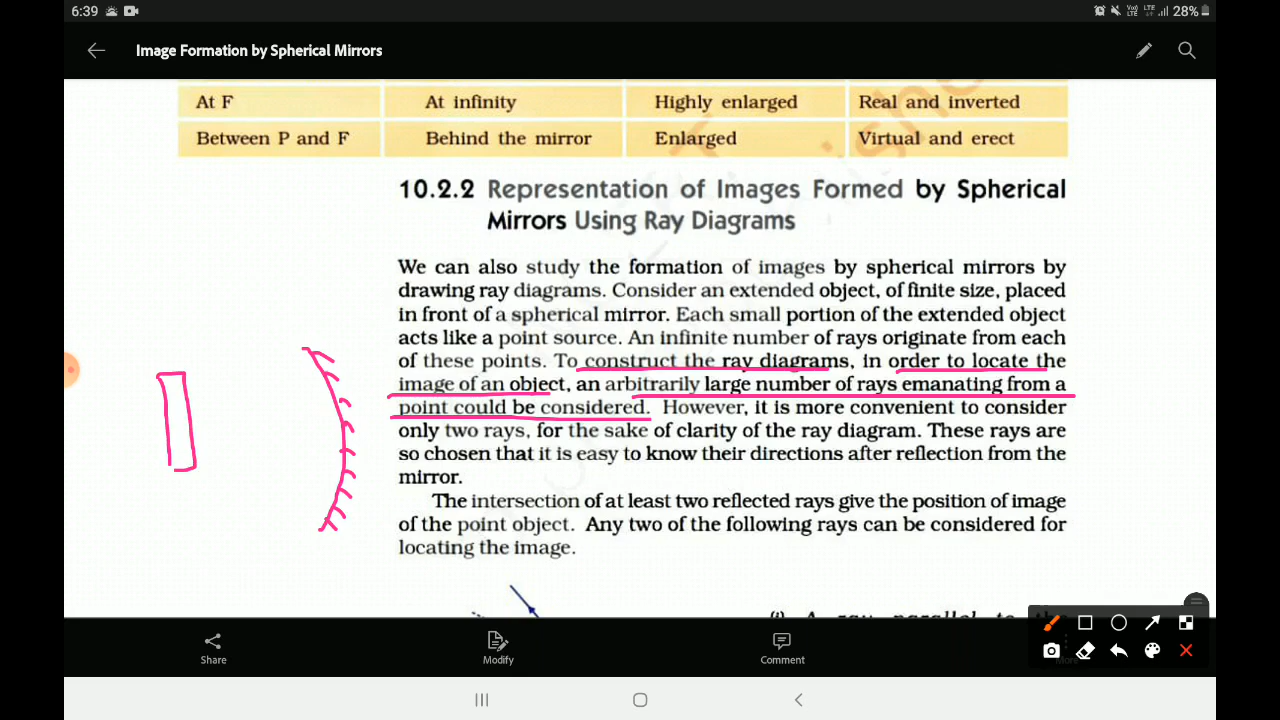 6:39
28%
Image Formation by Spherical Mirrors
At F At infinity Highly enlarged Real and inverted
Between P and F Behind the mirror Enlarged Virtual and erect
10.2.2 Representation of Images Formed by Spherical
Mirrors Using Ray Diagrams
We can also study the formation of images by spherical mirrors by
drawing ray diagrams. Consider an extended object, of finite size, placed
in front of a spherical mirror. Each small portion of the extended object
acts like a point source. An infinite number of rays originate from each
of these points. To construct the ray diagrams, in order to locate the
image of an object, an arbitrarily large number of rays emanating from a
point could be considered. However, it is more convenient to consider
only two rays, for the sake of clarity of the ray diagram. These rays are
so chosen that it is easy to know their directions after reflection from the
mirror.
The intersection of at least two reflected rays give the position of image
of the point object. Any two of the following rays can be considered for
locating the image.
Share Modify Comment